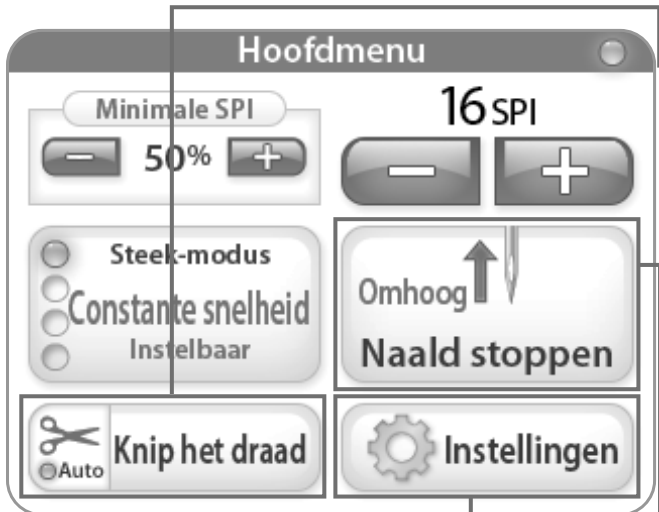 Hoofdmenu
Minimale SPI
50%
16 SPI
Steek-modus
Constante snelheid
Instelbaar
Omhoog
Naald stoppen
Auto
Knip het draad
Instellingen